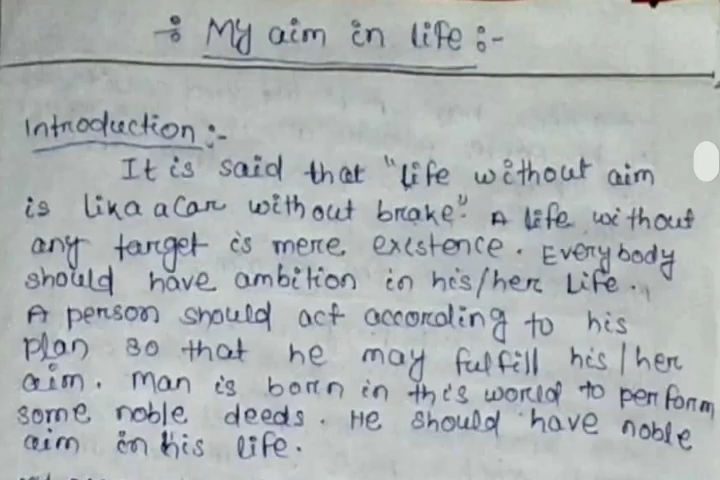 ÷ My aim in life :-
Introduction :-
It is said that "Life without aim
is lika a car without brake". A life without
any target is mere existence. Everybody
should have ambition in his/her Life.
A person should act according to his
plan so that he may fulfill his/her
aim. Man is born in this world to perform
some noble deeds. He should have noble
aim in his life.